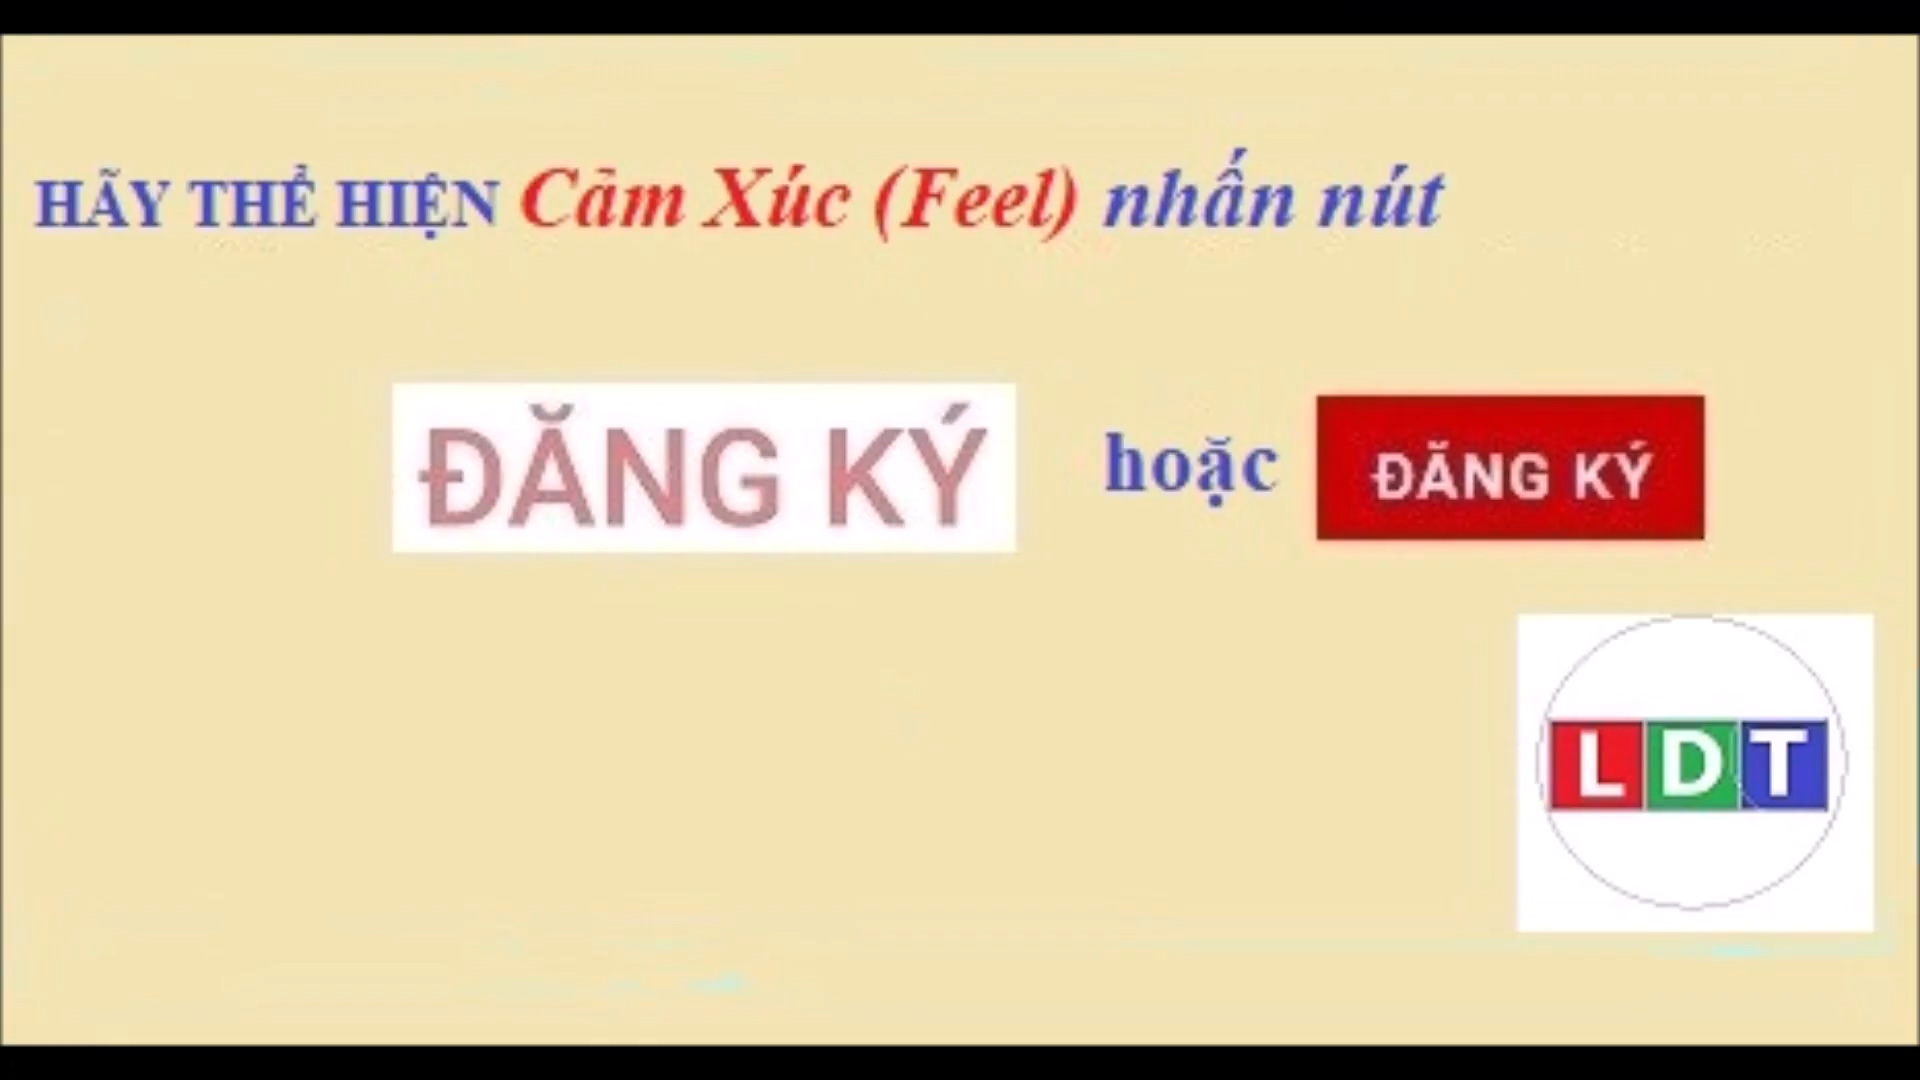 HÃY THỂ HIỆN Cảm Xúc (Feel) nhấn nút
ĐĂNG KÝ hoặc ĐĂNG KÝ
LDT